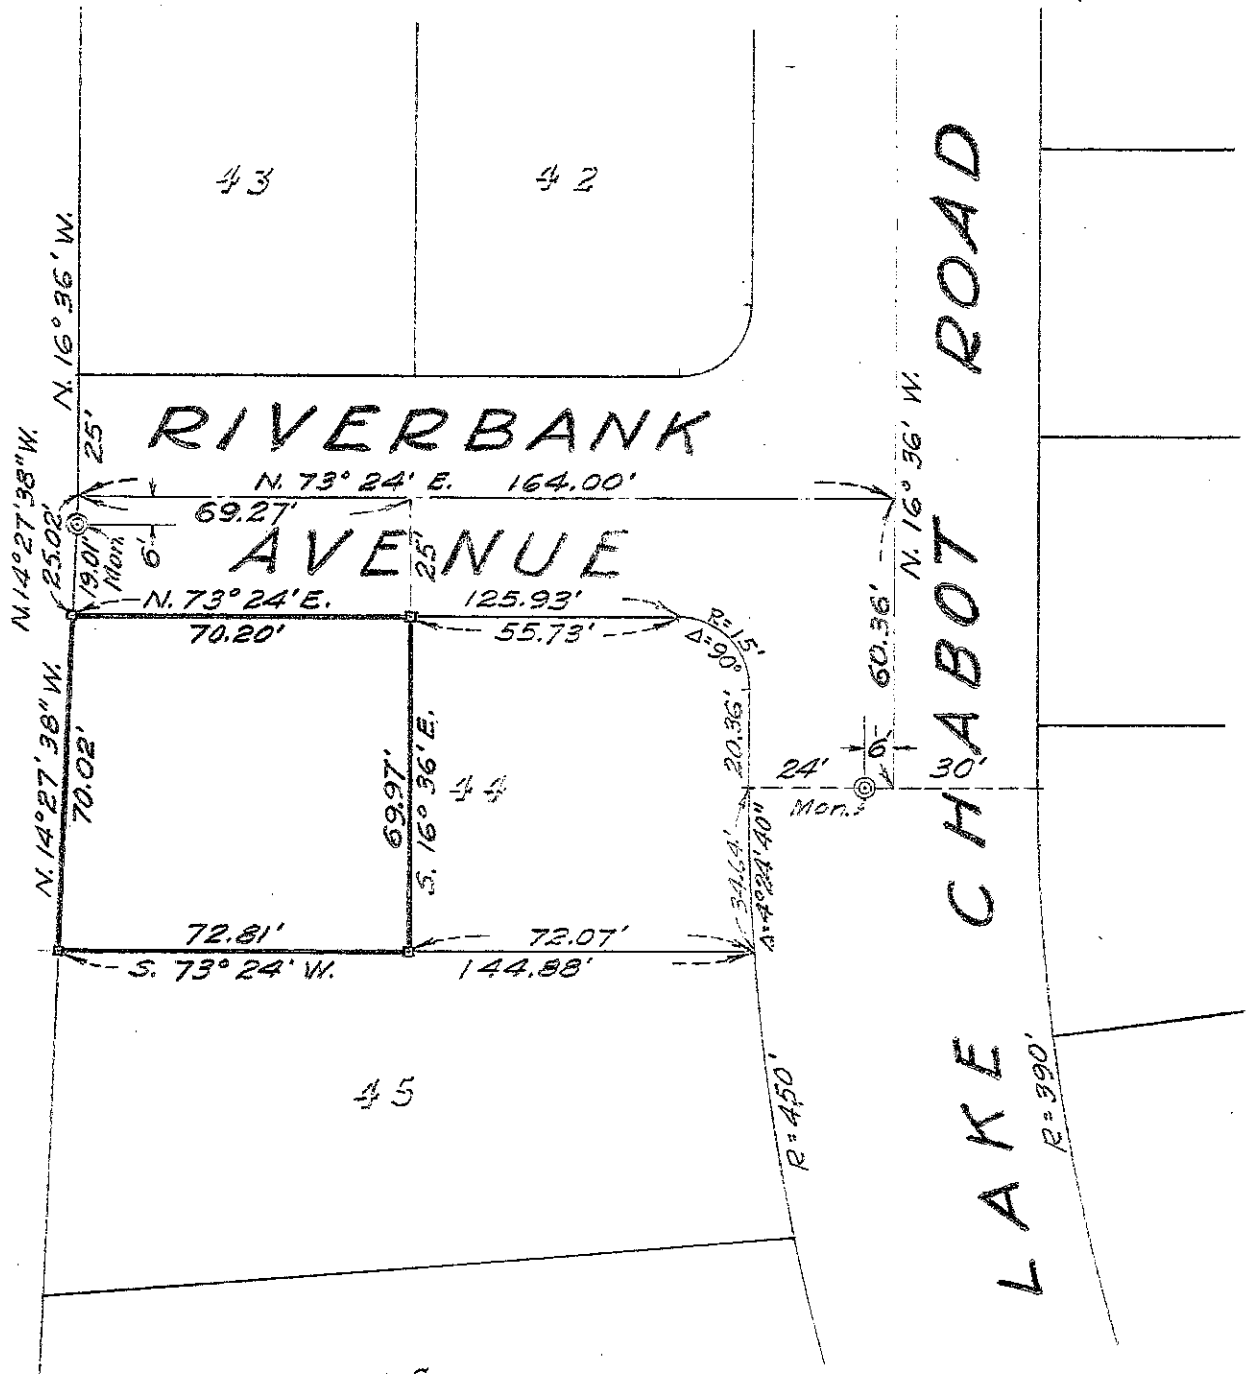 43
42
N. 16° 36' W.
RIVERBANK
25'
N. 14° 27' 38" W.
25.02'
N. 73° 24' E. 164.00'
69.27'
19.01'
Mon.
6'
AVENUE
25'
N. 73° 24' E.
70.20'
125.93'
55.73'
R=15'
Δ=90°
N. 16° 36' W.
60.36'
LAKE CHABOT ROAD
N. 14° 27' 38" W.
70.02'
69.97'
S. 16° 36' E.
44
20.36'
24'
6'
30'
Mon.
34.64'
Δ=4°24'40"
72.81'
S. 73° 24' W.
72.07'
144.88'
45
R=450'
R=390'